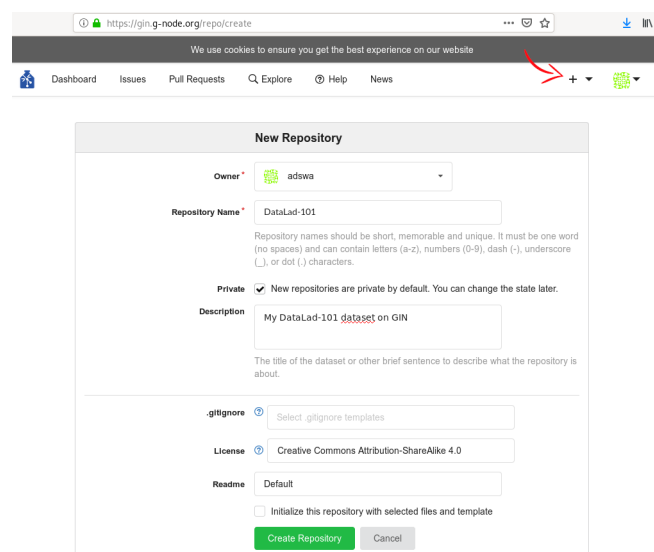 https://gin.g-node.org/repo/create
We use cookies to ensure you get the best experience on our website
Dashboard Issues Pull Requests Explore Help News
New Repository
Owner* adswa
Repository Name* DataLad-101
Repository names should be short, memorable and unique. It must be one word
(no spaces) and can contain letters (a-z), numbers (0-9), dash (-), underscore
(_), or dot (.) characters.
Private New repositories are private by default. You can change the state later.
Description My DataLad-101 dataset on GIN
The title of the dataset or other brief sentence to describe what the repository is
about.
.gitignore Select .gitignore templates
License Creative Commons Attribution-ShareAlike 4.0
Readme Default
Initialize this repository with selected files and template
Create Repository Cancel